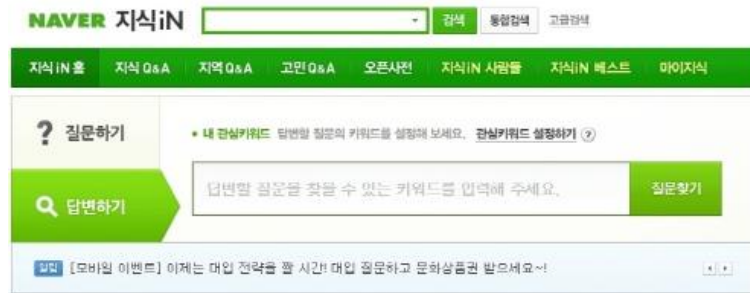 NAVER 지식iN 검색 통합검색 고급검색
지식iN 홈 지식 Q&A 지역 Q&A 고민 Q&A 오픈사전 지식iN 사람들 지식iN 베스트 마이지식
? 질문하기
• 내 관심키워드 답변할 질문의 키워드를 설정해 보세요. 관심키워드 설정하기 ?
답변하기
답변할 질문을 찾을 수 있는 키워드를 입력해 주세요. 질문찾기
알림 [모바일 이벤트] 이제는 대입 전략을 짤 시간! 대입 질문하고 문화상품권 받으세요~!